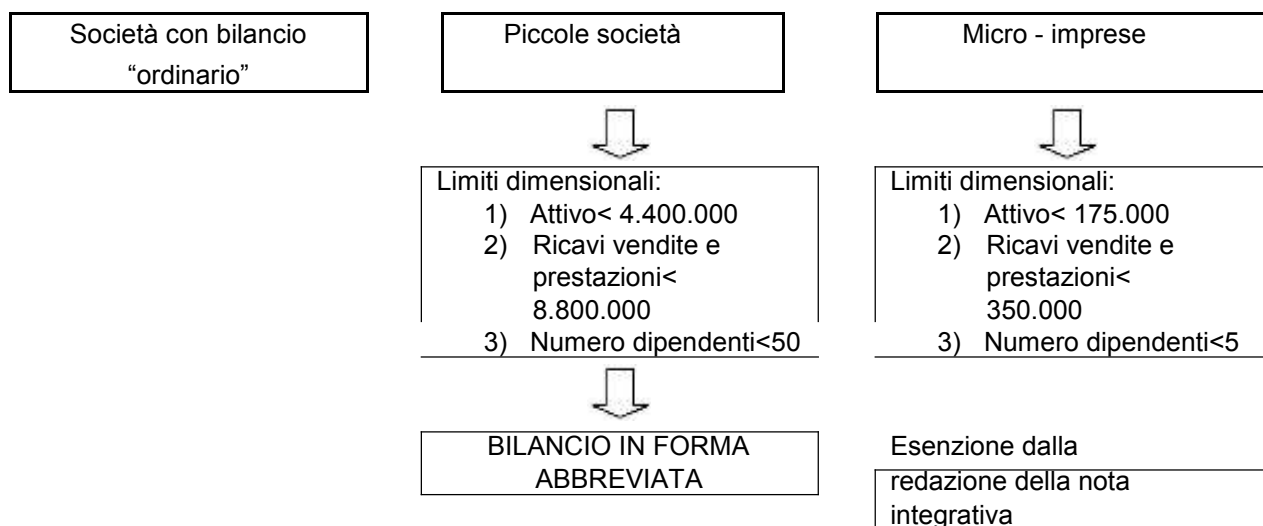 Società con bilancio
“ordinario”
Piccole società
Micro - imprese
Limiti dimensionali:
1) Attivo< 4.400.000
2) Ricavi vendite e
prestazioni<
8.800.000
3) Numero dipendenti<50
Limiti dimensionali:
1) Attivo< 175.000
2) Ricavi vendite e
prestazioni<
350.000
3) Numero dipendenti<5
BILANCIO IN FORMA
ABBREVIATA
Esenzione dalla
redazione della nota
integrativa